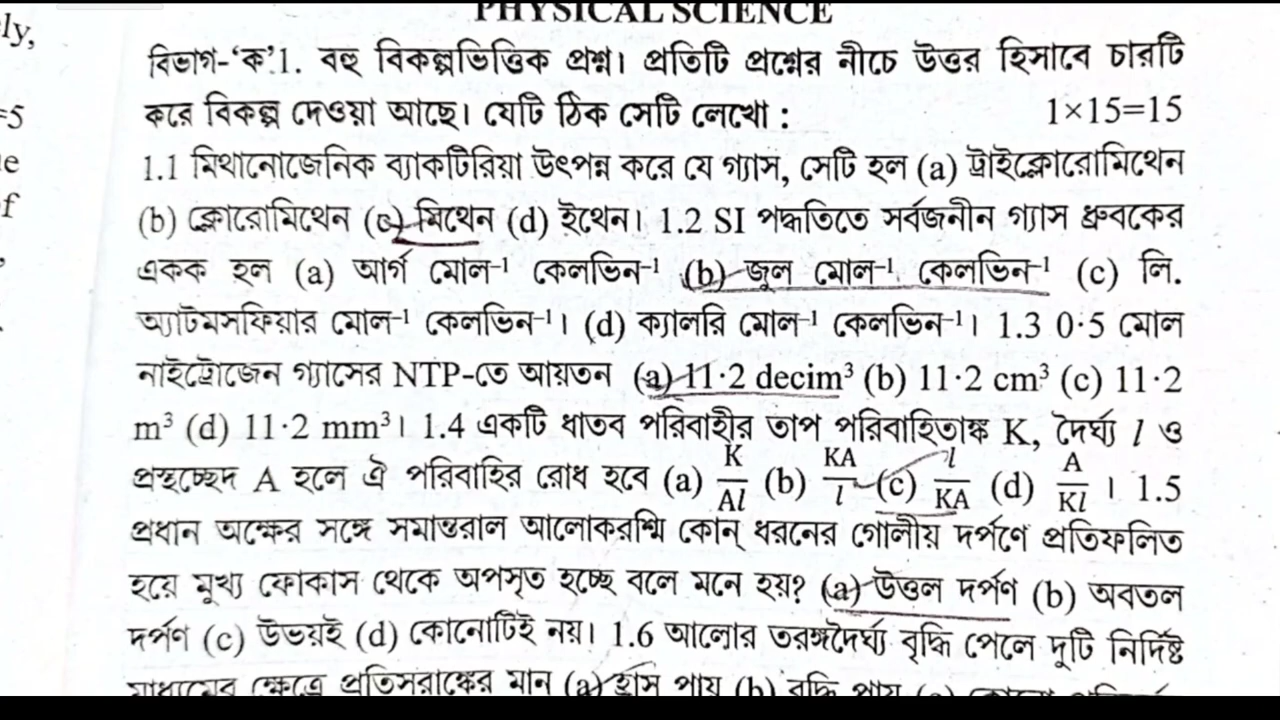 PHYSICAL SCIENCE
ly,
বিভাগ-‘ক’1. বহু বিকল্পভিত্তিক প্রশ্ন। প্রতিটি প্রশ্নের নীচে উত্তর হিসাবে চারটি
=5
করে বিকল্প দেওয়া আছে। যেটি ঠিক সেটি লেখো : 1×15=15
1.1 মিথানোজেনিক ব্যাকটিরিয়া উৎপন্ন করে যে গ্যাস, সেটি হল (a) ট্রাইক্লোরোমিথেন
f
(b) ক্লোরোমিথেন (c) মিথেন (d) ইথেন। 1.2 SI পদ্ধতিতে সর্বজনীন গ্যাস ধ্রুবকের
একক হল (a) আর্গ মোল⁻¹ কেলভিন⁻¹ (b) জুল মোল⁻¹ কেলভিন⁻¹ (c) লি.
অ্যাটমসফিয়ার মোল⁻¹ কেলভিন⁻¹। (d) ক্যালরি মোল⁻¹ কেলভিন⁻¹। 1.3 0·5 মোল
নাইট্রোজেন গ্যাসের NTP-তে আয়তন (a) 11·2 decim³ (b) 11·2 cm³ (c) 11·2
m³ (d) 11·2 mm³। 1.4 একটি ধাতব পরিবাহীর তাপ পরিবাহিতাঙ্ক K, দৈর্ঘ্য l ও
প্রস্থচ্ছেদ A হলে ঐ পরিবাহির রোধ হবে (a) K/Al (b) KA/l (c) l/KA (d) A/Kl । 1.5
প্রধান অক্ষের সঙ্গে সমান্তরাল আলোকরশ্মি কোন্ ধরনের গোলীয় দর্পণে প্রতিফলিত
হয়ে মুখ্য ফোকাস থেকে অপসৃত হচ্ছে বলে মনে হয়? (a) উত্তল দর্পণ (b) অবতল
দর্পণ (c) উভয়ই (d) কোনোটিই নয়। 1.6 আলোর তরঙ্গদৈর্ঘ্য বৃদ্ধি পেলে দুটি নির্দিষ্ট
মাধ্যমের ক্ষেত্রে প্রতিসরাঙ্কের মান (a) হ্রাস পায় (b) বৃদ্ধি পায়